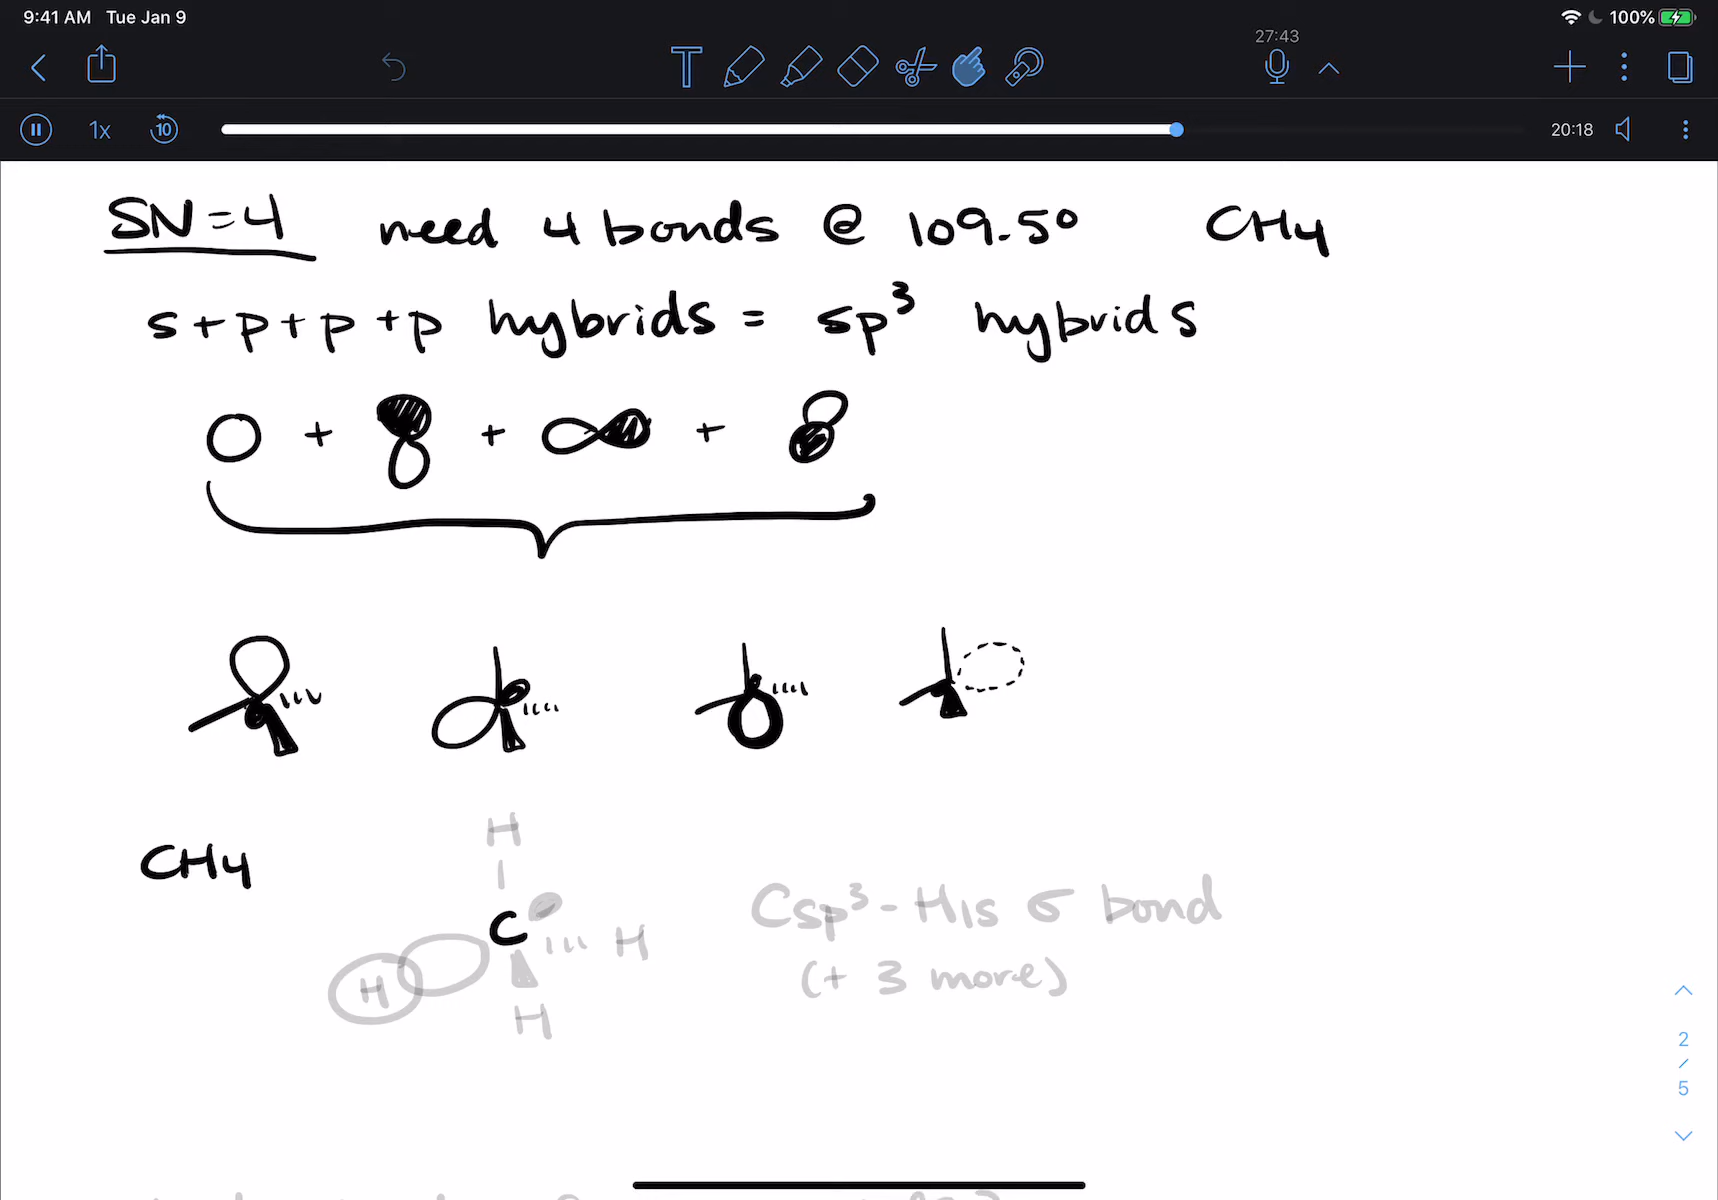 9:41 AM Tue Jan 9
100%
27:43
1x
10
20:18
SN=4 need 4 bonds @ 109.5° CH4
s+p+p+p hybrids = sp³ hybrids
O + + +
CH4
H
C
H
H
H
Csp³-H1s σ bond
(+ 3 more)
2
/
5